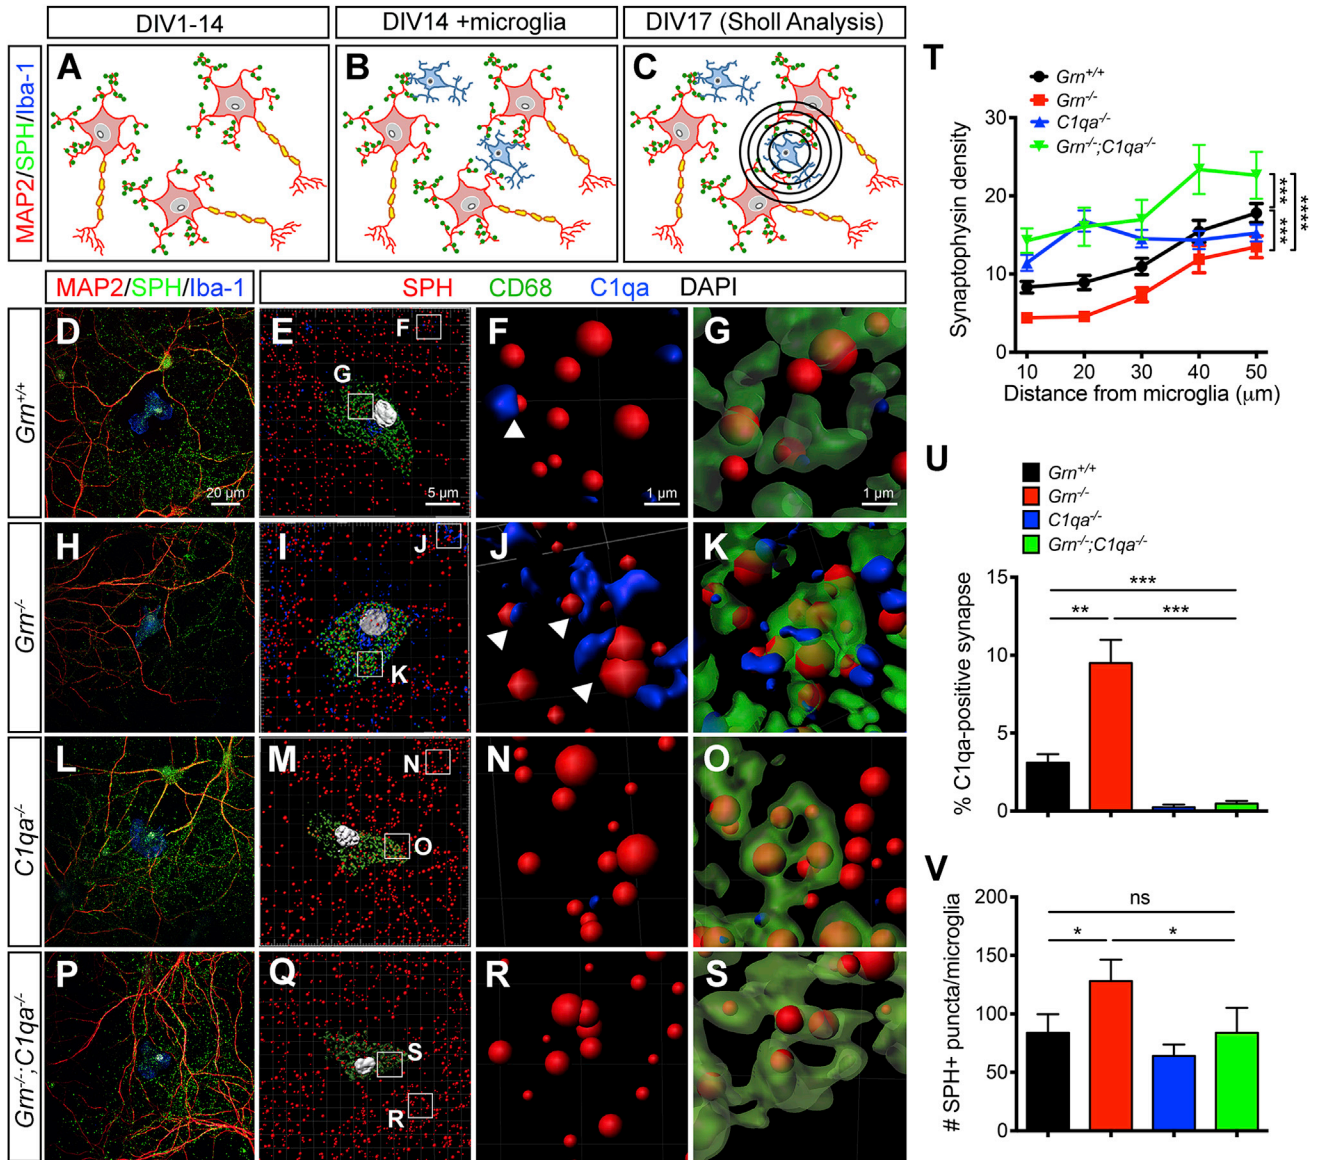 DIV1-14
DIV14 +microglia
DIV17 (Sholl Analysis)
MAP2/SPH/Iba-1
A
B
C
MAP2/SPH/Iba-1
SPH CD68 C1qa DAPI
Grn+/+
D
20 µm
E
F
G
5 µm
F
1 µm
G
1 µm
Grn-/-
H
I
J
K
J
K
C1qa-/-
L
M
N
O
N
O
Grn-/-;C1qa-/-
P
Q
S
R
R
S
T
Grn+/+
Grn-/-
C1qa-/-
Grn-/-;C1qa-/-
Synaptophysin density
30
20
10
0
10 20 30 40 50
Distance from microglia (µm)
***
***
****
U
Grn+/+
Grn-/-
C1qa-/-
Grn-/-;C1qa-/-
% C1qa-positive synapse
15
10
5
0
***
** ***
V
# SPH+ puncta/microglia
200
150
100
50
0
ns
* *